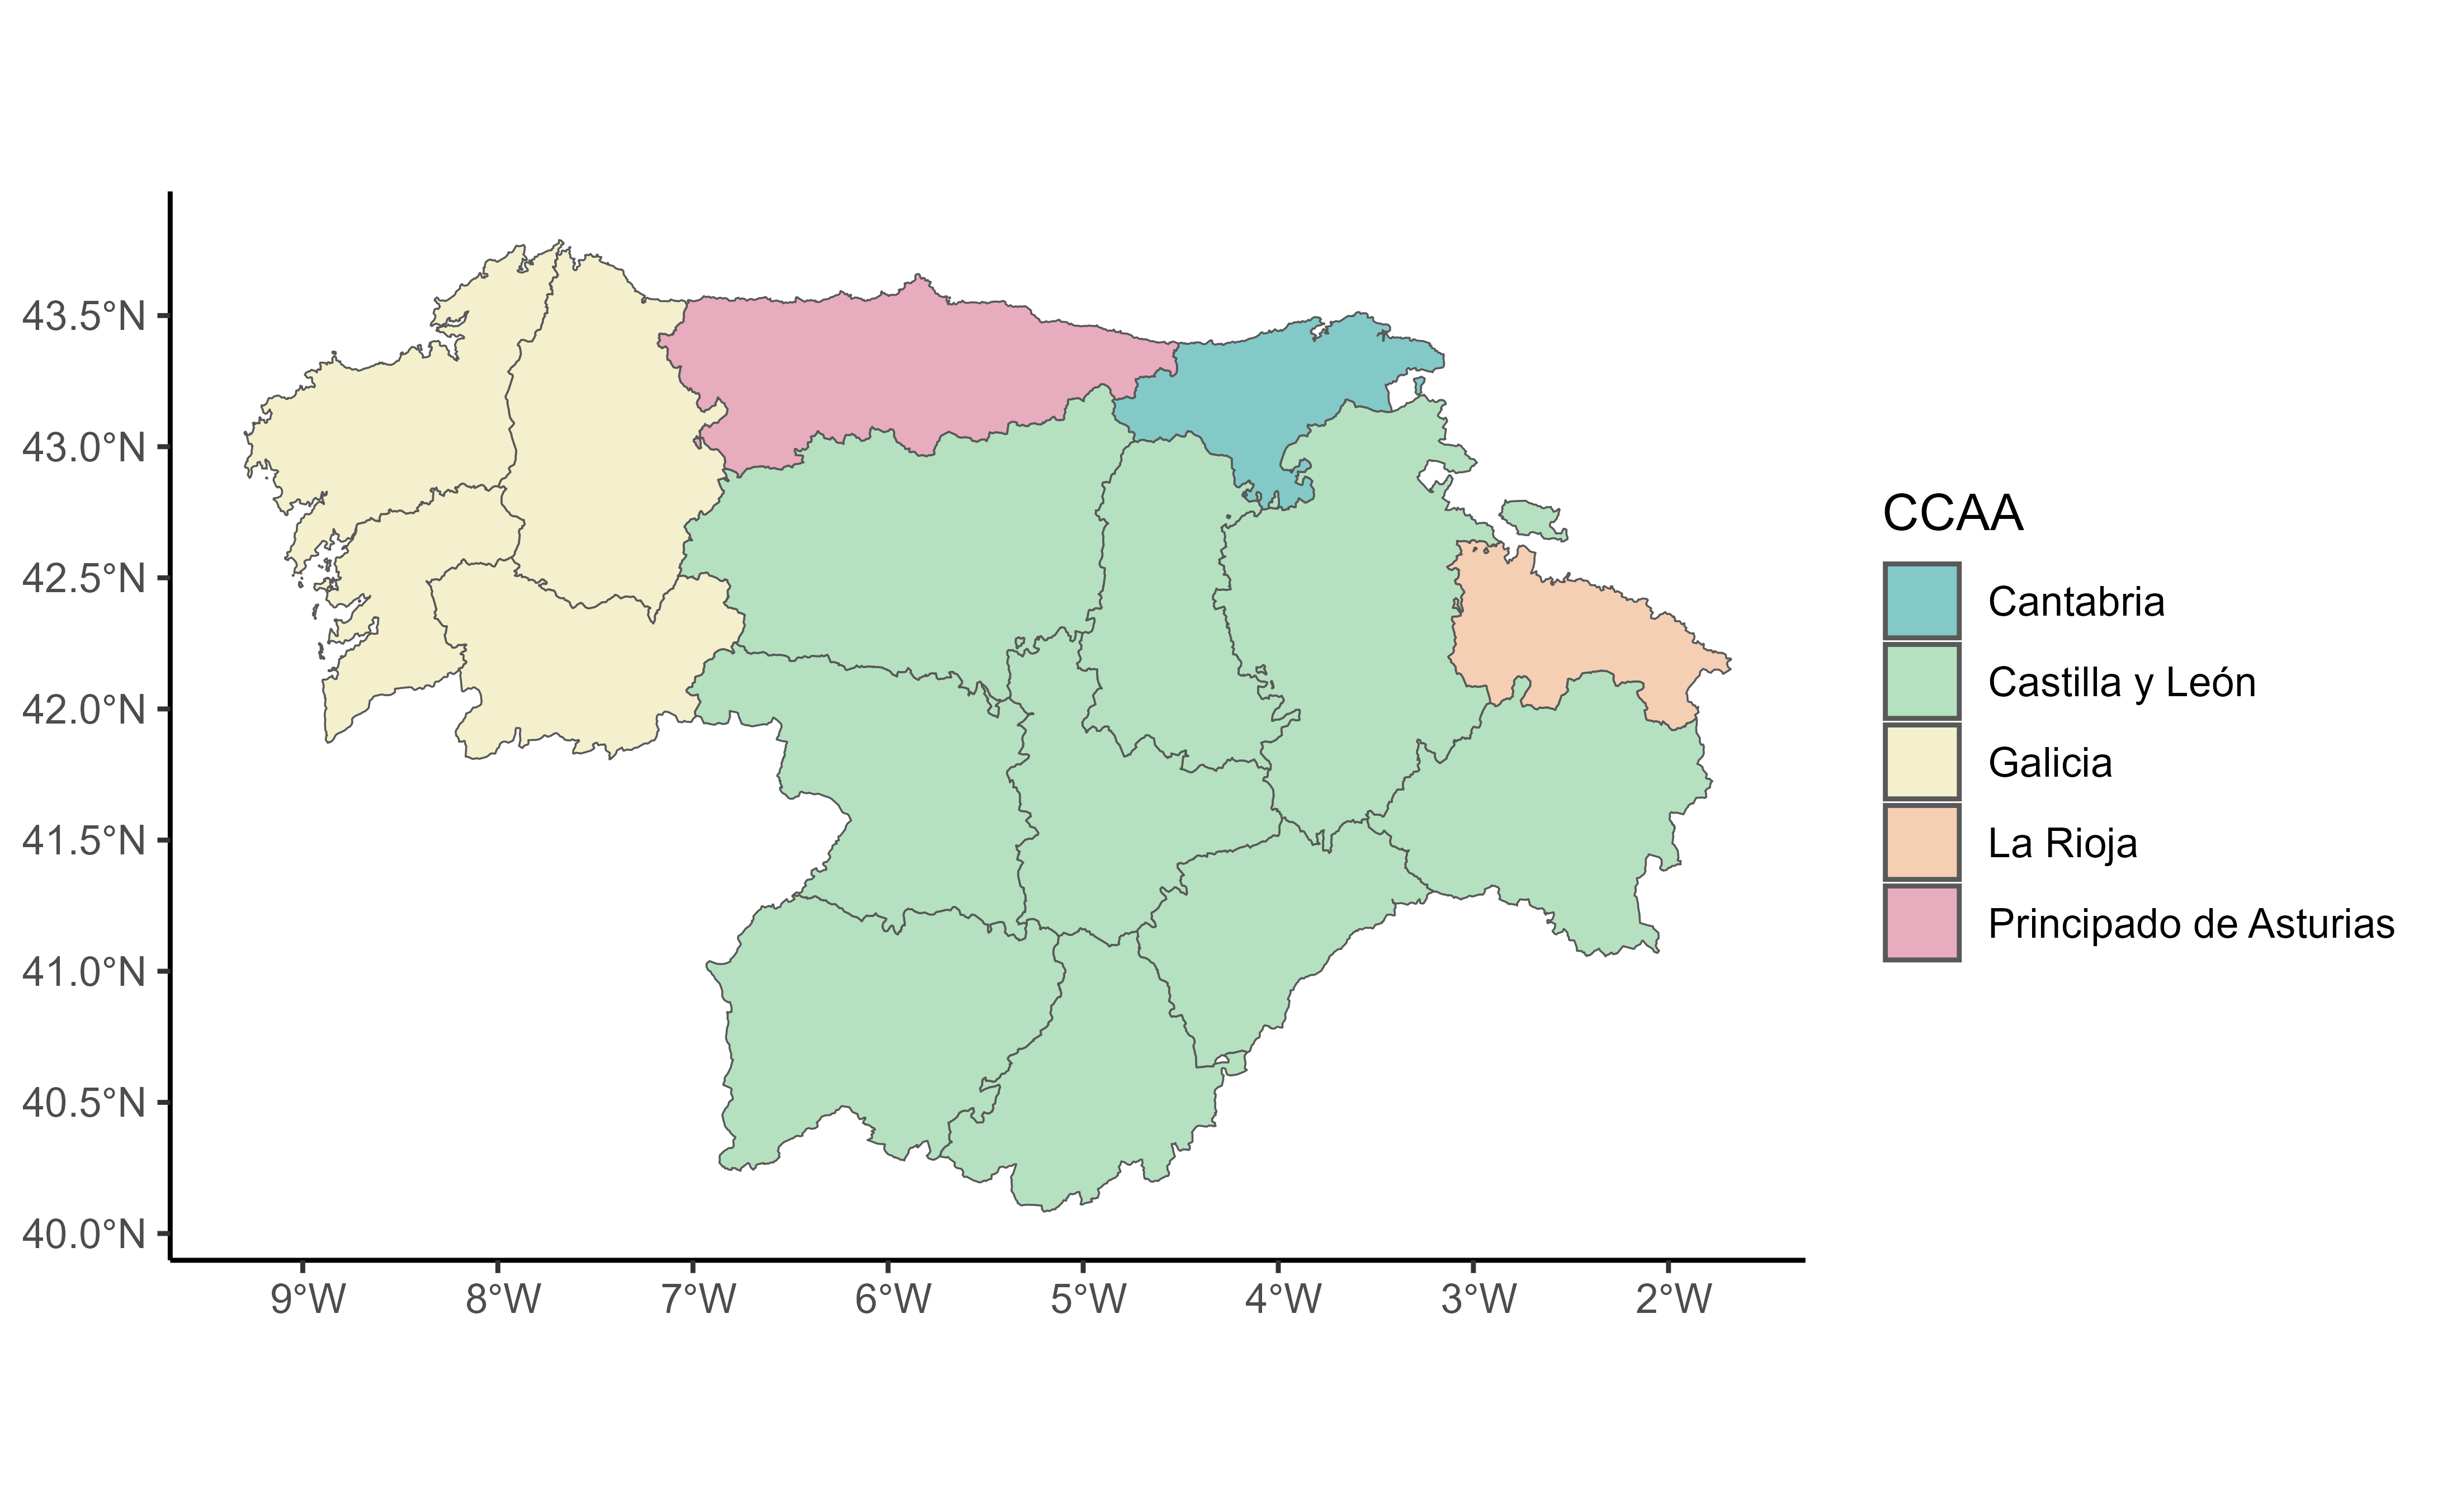 43.5°N
43.0°N
42.5°N
42.0°N
41.5°N
41.0°N
40.5°N
40.0°N
9°W 8°W 7°W 6°W 5°W 4°W 3°W 2°W
CCAA
Cantabria
Castilla y León
Galicia
La Rioja
Principado de Asturias